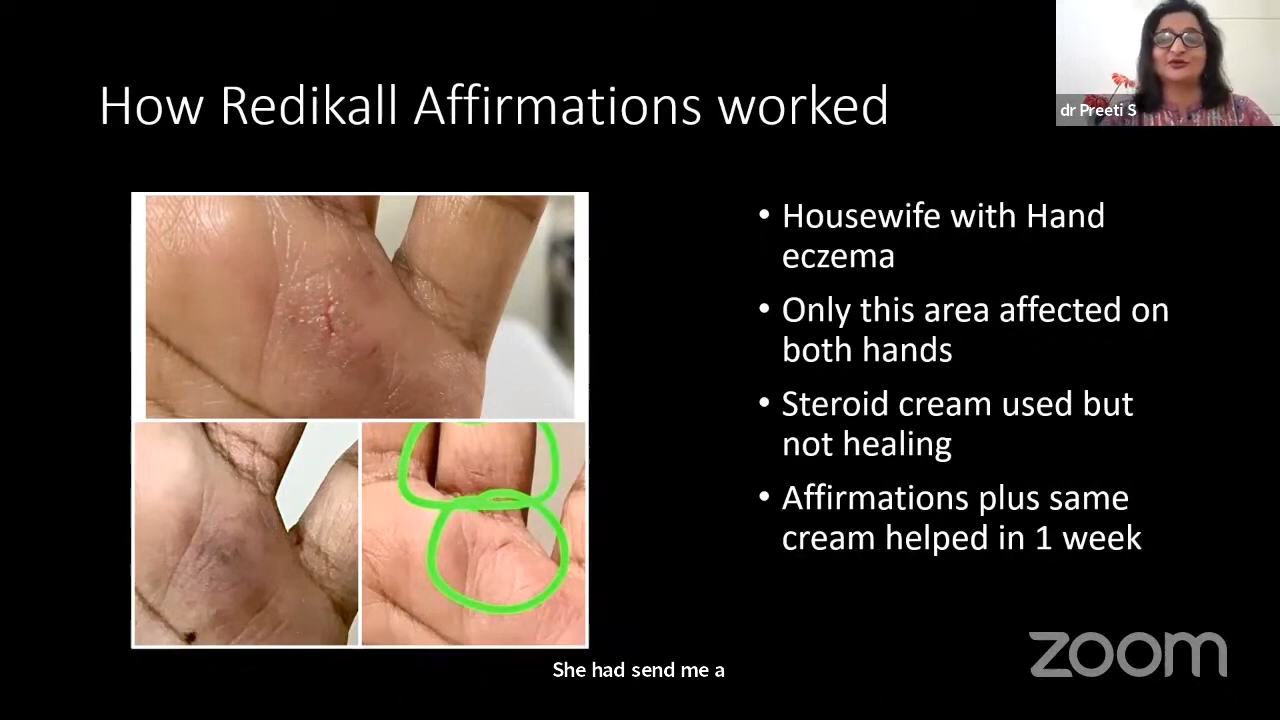 How Redikall Affirmations worked
dr Preeti S
• Housewife with Hand
eczema
• Only this area affected on
both hands
• Steroid cream used but
not healing
• Affirmations plus same
cream helped in 1 week
She had send me a
zoom